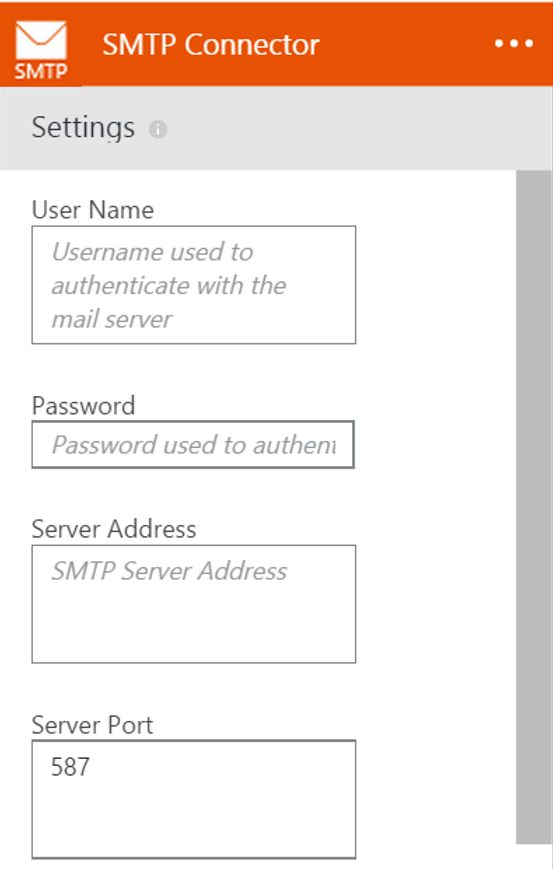 SMTP
SMTP Connector
Settings
User Name
Username used to
authenticate with the
mail server
Password
Password used to authent
Server Address
SMTP Server Address
Server Port
587